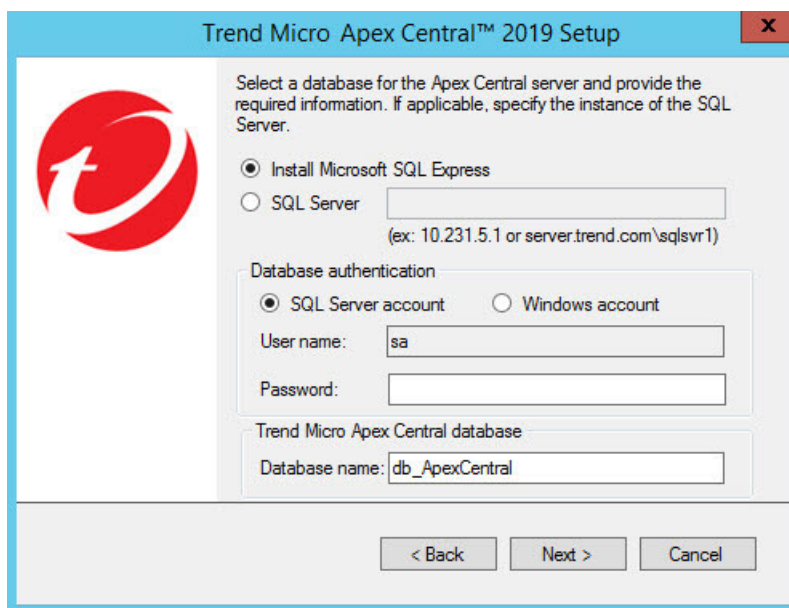 Trend Micro Apex Central™ 2019 Setup
x
Select a database for the Apex Central server and provide the
required information. If applicable, specify the instance of the SQL
Server.
Install Microsoft SQL Express
SQL Server
(ex: 10.231.5.1 or server.trend.com\sqlsvr1)
Database authentication
SQL Server account Windows account
User name: sa
Password:
Trend Micro Apex Central database
Database name: db_ApexCentral
< Back Next > Cancel